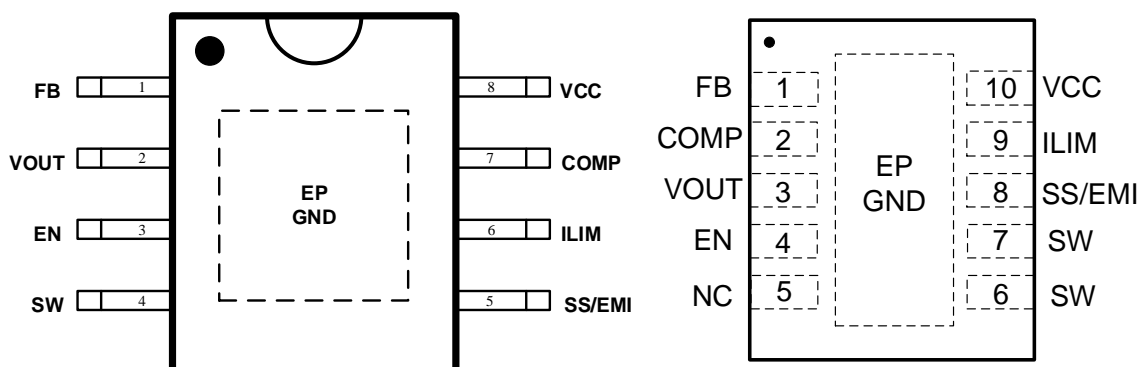 FB 1 8 VCC
VOUT 2 7 COMP
EP
GND
EN 3 6 ILIM
SW 4 5 SS/EMI
FB 1 10 VCC
COMP 2 9 ILIM
EP
VOUT 3 8 SS/EMI
GND
EN 4 7 SW
NC 5 6 SW